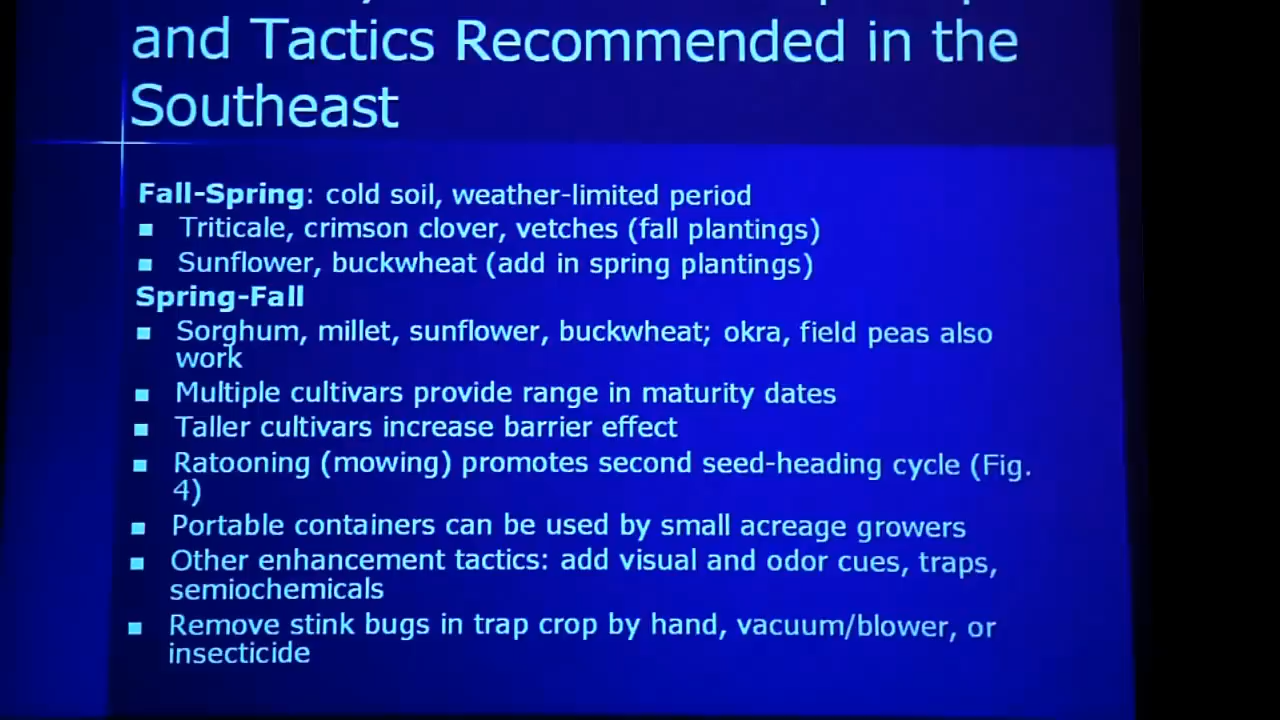 and Tactics Recommended in the
Southeast
Fall-Spring: cold soil, weather-limited period
■ Triticale, crimson clover, vetches (fall plantings)
■ Sunflower, buckwheat (add in spring plantings)
Spring-Fall
■ Sorghum, millet, sunflower, buckwheat; okra, field peas also
work
■ Multiple cultivars provide range in maturity dates
■ Taller cultivars increase barrier effect
■ Ratooning (mowing) promotes second seed-heading cycle (Fig.
4)
■ Portable containers can be used by small acreage growers
■ Other enhancement tactics: add visual and odor cues, traps,
semiochemicals
■ Remove stink bugs in trap crop by hand, vacuum/blower, or
insecticide